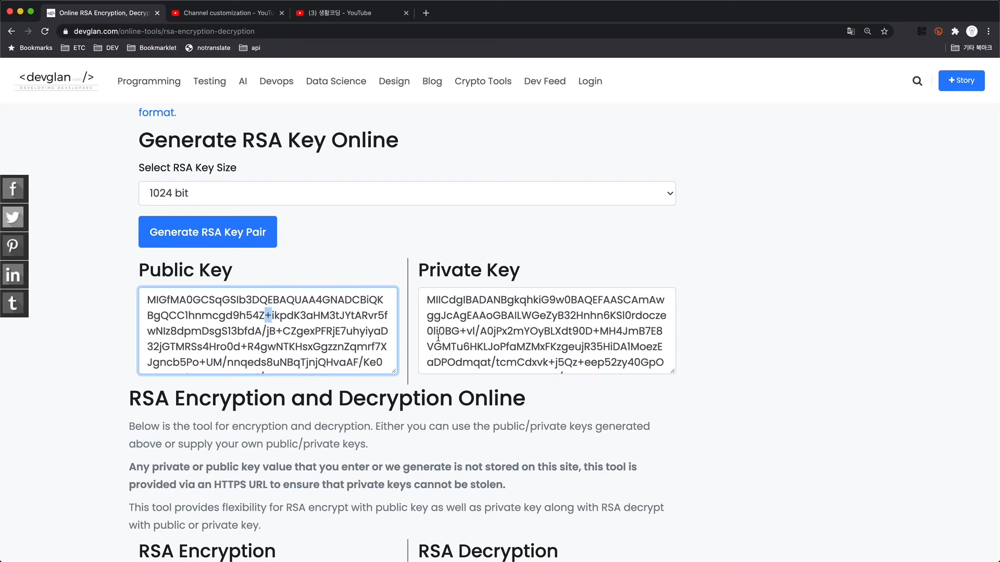 Online RSA Encryption, Decryp
Channel customization - YouTu
(3) 생활코딩 - YouTube
devglan.com/online-tools/rsa-encryption-decryption
Bookmarks
ETC
DEV
Bookmarklet
notranslate
api
기타 북마크
<devglan.com/>
DEVELOPING DEVELOPERS
Programming
Testing
AI
Devops
Data Science
Design
Blog
Crypto Tools
Dev Feed
Login
+ Story
format.
Generate RSA Key Online
Select RSA Key Size
1024 bit
Generate RSA Key Pair
Public Key
MIGfMA0GCSqGSIb3DQEBAQUAA4GNADCBiQK
BgQCC1hnmcgd9h54Z+ikpdK3aHM3tJYtARvr5f
wNIz8dpmDsgS13bfdA/jB+CZgexPFRjE7uhyiyaD
32jGTMRSs4Hro0d+R4gwNTKHsxGgzznZqmrf7X
Jgncb5Po+UM/nnqeds8uNBqTjnjQHvaAF/Ke0
Private Key
MIICdgIBADANBgkqhkiG9w0BAQEFAASCAmAw
ggJcAgEAAoGBAILWGeZyB32Hnhn6KSl0rdocze
0li0BG+vl/A0jPx2mYOyBLXdt90D+MH4JmB7E8
VGMTu6HKLJoPfaMZMxFKzgeujR35HiDA1MoezE
aDPOdmqat/tcmCdxvk+j5Qz+eep52zy40GpO
RSA Encryption and Decryption Online
Below is the tool for encryption and decryption. Either you can use the public/private keys generated
above or supply your own public/private keys.
Any private or public key value that you enter or we generate is not stored on this site, this tool is
provided via an HTTPS URL to ensure that private keys cannot be stolen.
This tool provides flexibility for RSA encrypt with public key as well as private key along with RSA decrypt
with public or private key.
RSA Encryption
RSA Decryption